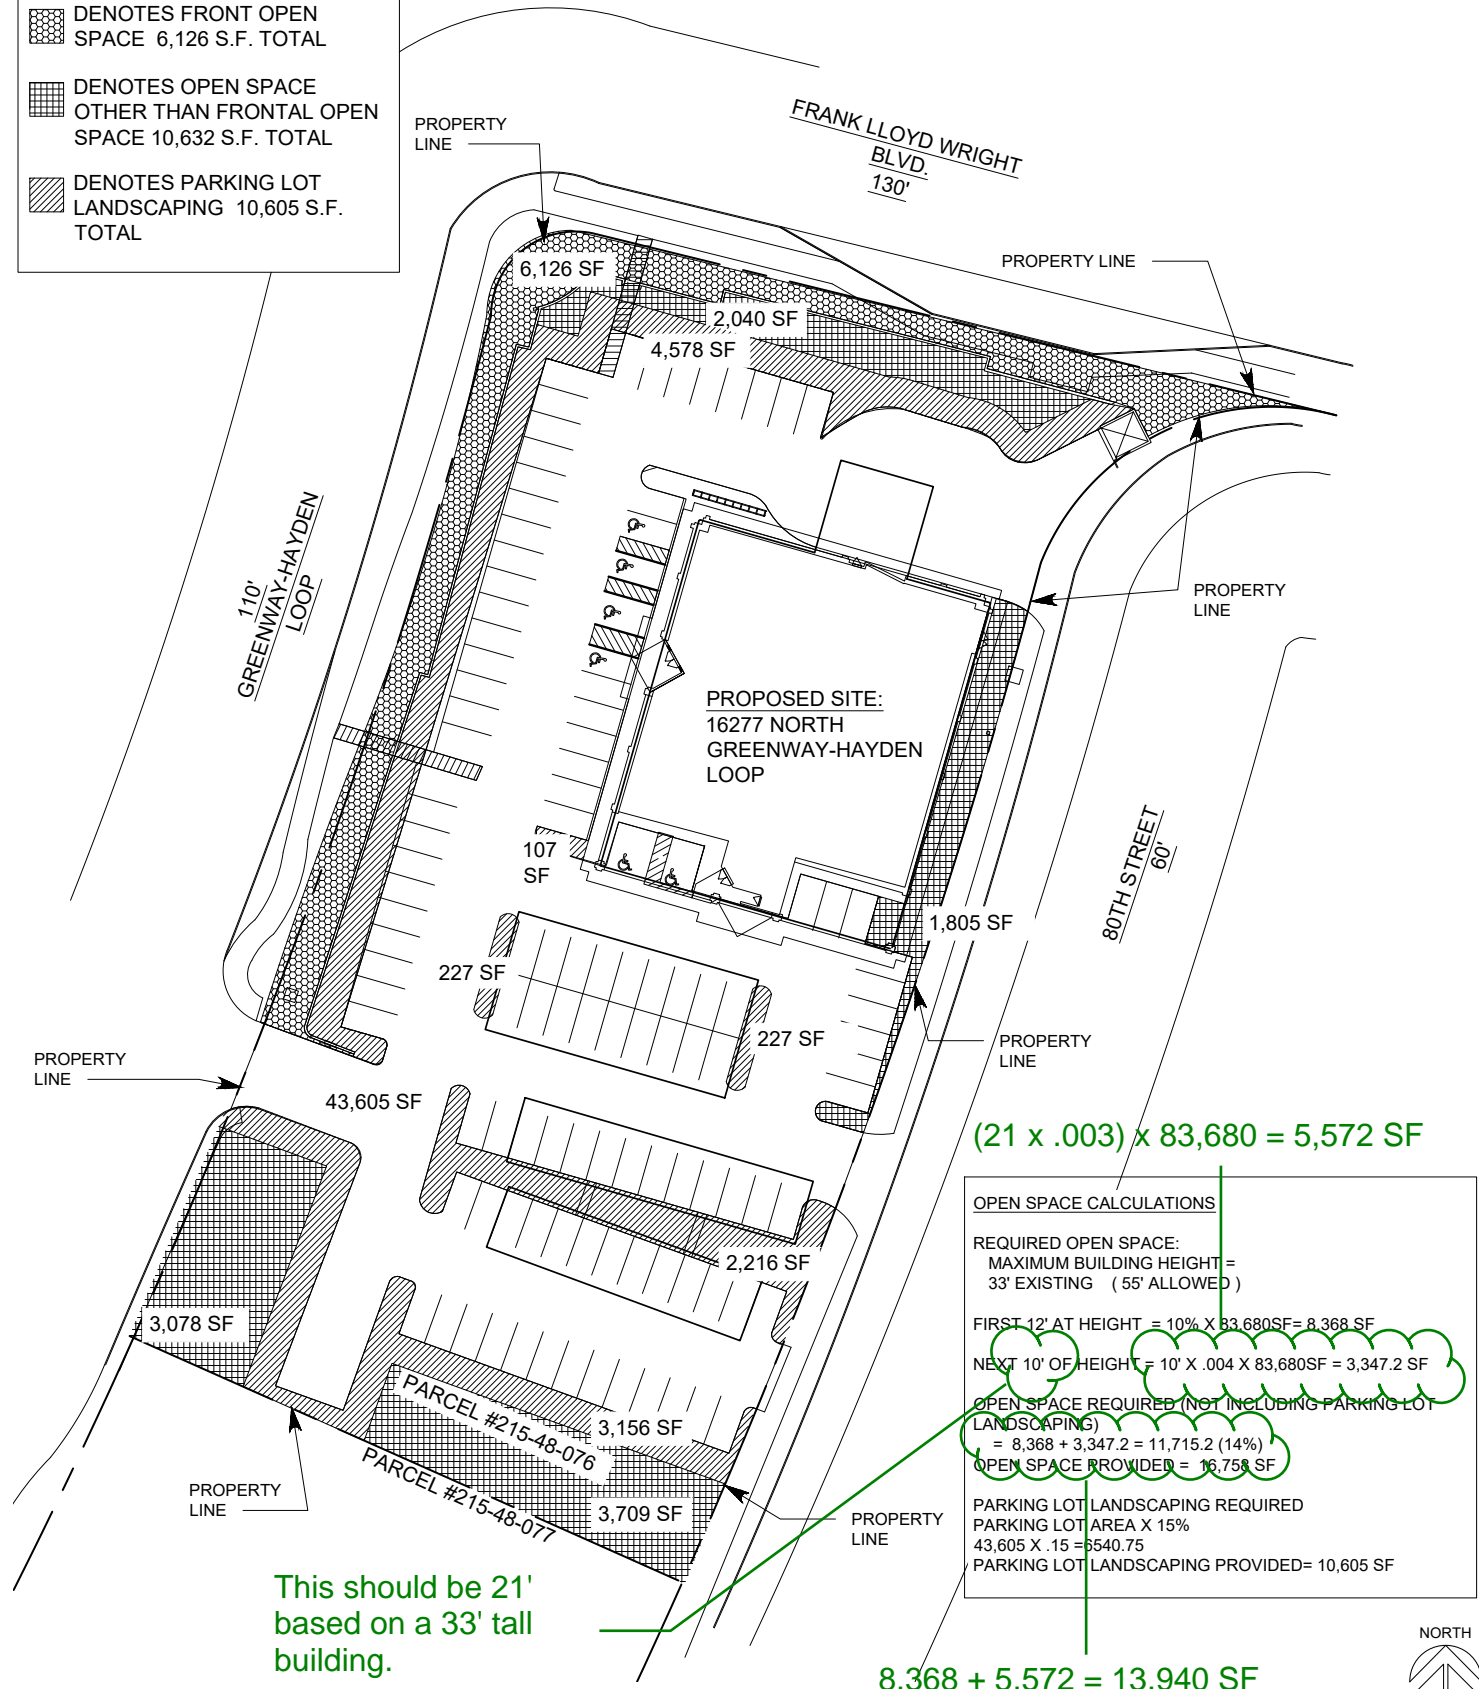 DENOTES FRONT OPEN
SPACE 6,126 S.F. TOTAL
DENOTES OPEN SPACE
OTHER THAN FRONTAL OPEN
SPACE 10,632 S.F. TOTAL
DENOTES PARKING LOT
LANDSCAPING 10,605 S.F.
TOTAL
PROPERTY
LINE
FRANK LLOYD WRIGHT
BLVD.
130'
PROPERTY LINE
6,126 SF
2,040 SF
4,578 SF
110'
GREENWAY-HAYDEN
LOOP
PROPERTY
LINE
PROPOSED SITE:
16277 NORTH
GREENWAY-HAYDEN
LOOP
107
SF
80TH STREET
60'
1,805 SF
227 SF
227 SF
PROPERTY
LINE
PROPERTY
LINE
43,605 SF
(21 x .003) x 83,680 = 5,572 SF
OPEN SPACE CALCULATIONS
REQUIRED OPEN SPACE:
MAXIMUM BUILDING HEIGHT =
33' EXISTING ( 55' ALLOWED )
FIRST 12' AT HEIGHT = 10% X 83,680SF= 8,368 SF
NEXT 10' OF HEIGHT = 10' X .004 X 83,680SF = 3,347.2 SF
OPEN SPACE REQUIRED (NOT INCLUDING PARKING LOT
LANDSCAPING)
= 8,368 + 3,347.2 = 11,715.2 (14%)
OPEN SPACE PROVIDED = 16,758 SF
PARKING LOT LANDSCAPING REQUIRED
PARKING LOT AREA X 15%
43,605 X .15 =6540.75
PARKING LOT LANDSCAPING PROVIDED= 10,605 SF
2,216 SF
3,078 SF
PARCEL #215-48-076
3,156 SF
PARCEL #215-48-077
3,709 SF
PROPERTY
LINE
PROPERTY
LINE
This should be 21'
based on a 33' tall
building.
8,368 + 5,572 = 13,940 SF
NORTH